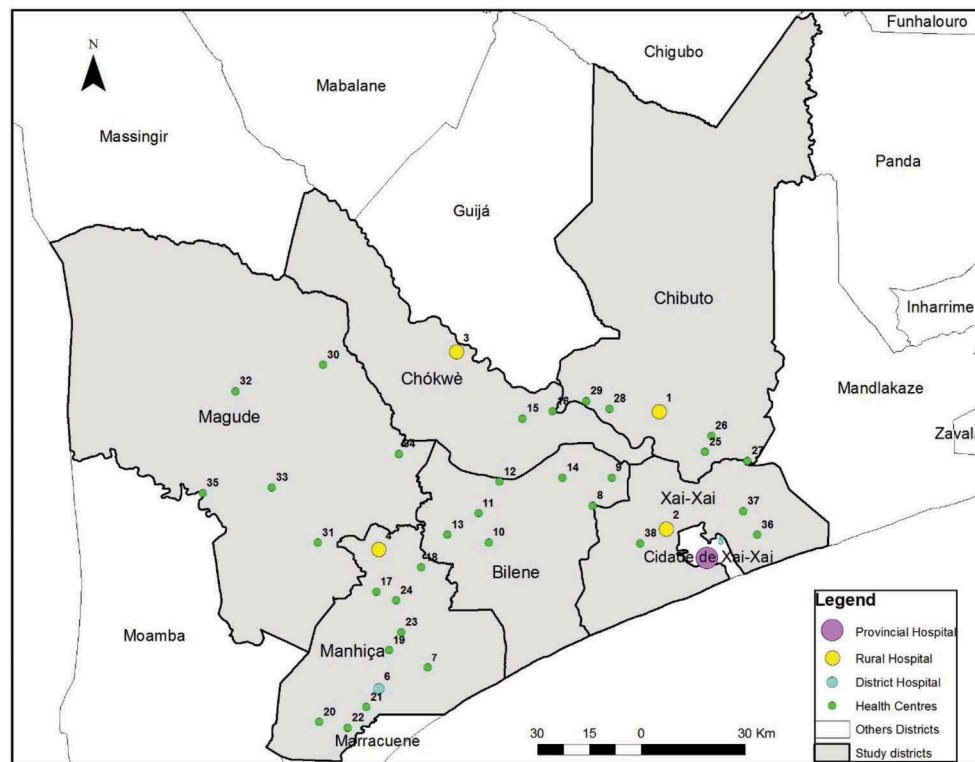 Funhalouro
N
Chigubo
Mabalane
Massingir
Panda
Guijá
Chibuto
Inharrime
3
30
Chókwè
Mandlakaze
32
29
28
1
15
16
Magude
Zavala
26
34
25
27
12
14
9
35
33
Xai-Xai
8
37
11
2
13
10
38
36
31
4
Cidade de Xai-Xai
18
Bilene
17
24
Legend
23
Provincial Hospital
Moamba
Manhiça
19
7
Rural Hospital
6
District Hospital
21
Health Centres
20
22
Others Districts
Marracuene
30 15 0 30 Km
Study districts